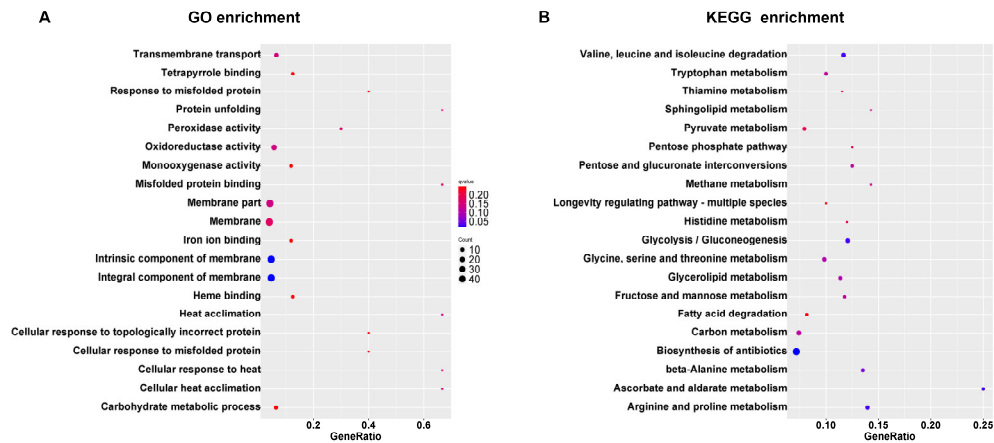 A
GO enrichment
Transmembrane transport
Tetrapyrrole binding
Response to misfolded protein
Protein unfolding
Peroxidase activity
Oxidoreductase activity
Monooxygenase activity
Misfolded protein binding
Membrane part
Membrane
Iron ion binding
Intrinsic component of membrane
Integral component of membrane
Heme binding
Heat acclimation
Cellular response to topologically incorrect protein
Cellular response to misfolded protein
Cellular response to heat
Cellular heat acclimation
Carbohydrate metabolic process
0.2 0.4 0.6
GeneRatio
qvalue
0.20
0.15
0.10
0.05
Count
10
20
30
40
B
KEGG enrichment
Valine, leucine and isoleucine degradation
Tryptophan metabolism
Thiamine metabolism
Sphingolipid metabolism
Pyruvate metabolism
Pentose phosphate pathway
Pentose and glucuronate interconversions
Methane metabolism
Longevity regulating pathway - multiple species
Histidine metabolism
Glycolysis / Gluconeogenesis
Glycine, serine and threonine metabolism
Glycerolipid metabolism
Fructose and mannose metabolism
Fatty acid degradation
Carbon metabolism
Biosynthesis of antibiotics
beta-Alanine metabolism
Ascorbate and aldarate metabolism
Arginine and proline metabolism
0.10 0.15 0.20 0.25
GeneRatio